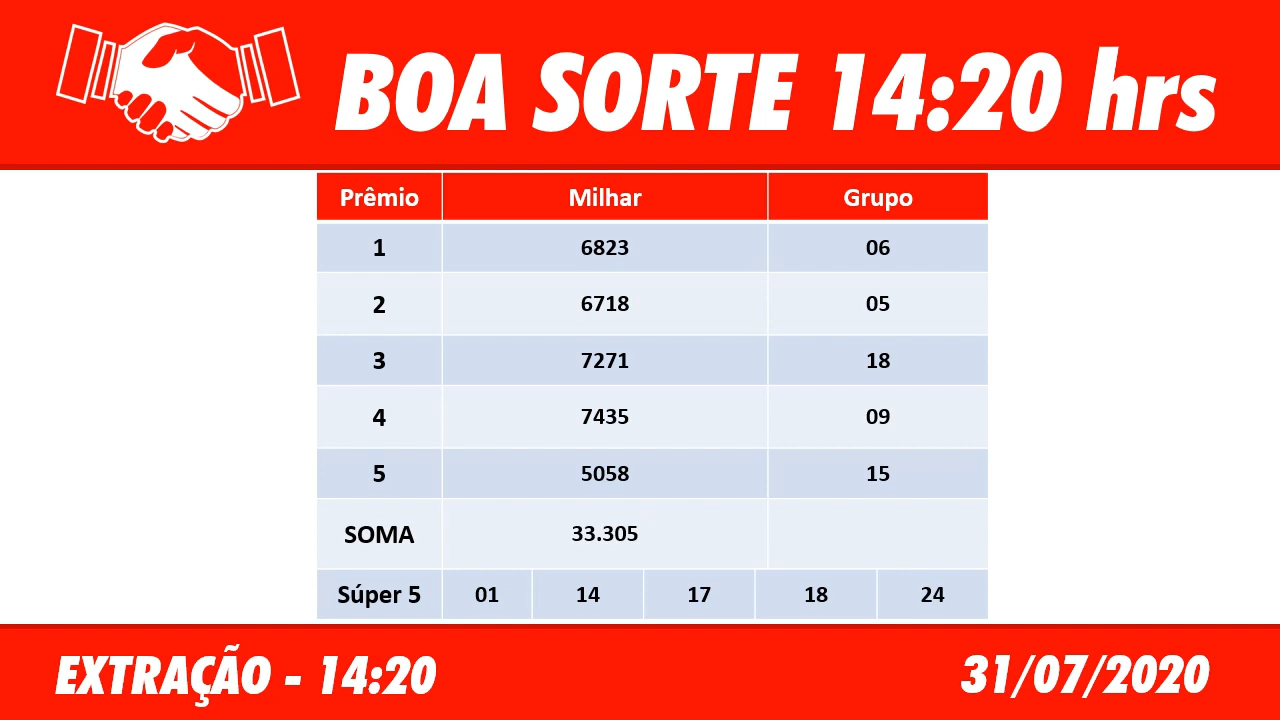 BOA SORTE 14:20 hrs
Prêmio Milhar Grupo
1 6823 06
2 6718 05
3 7271 18
4 7435 09
5 5058 15
SOMA 33.305
Súper 5 01 14 17 18 24
EXTRAÇÃO - 14:20 31/07/2020